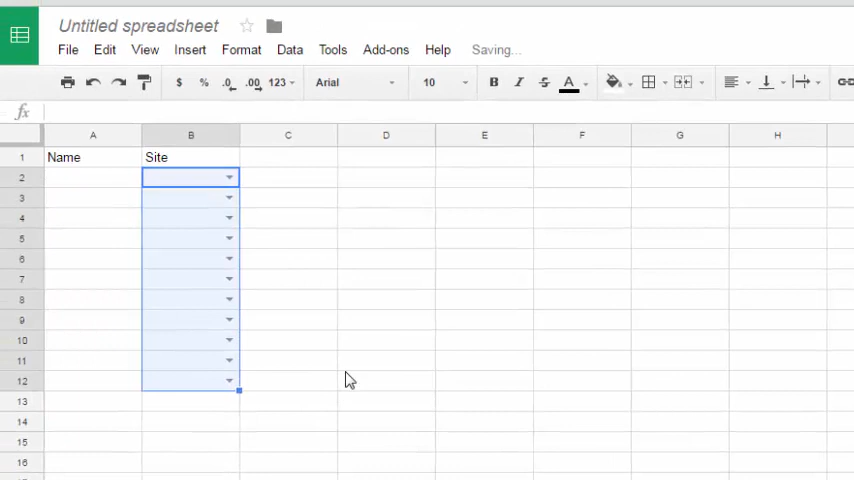 Untitled spreadsheet
File Edit View Insert Format Data Tools Add-ons Help Saving...
$ % .0 .00 123 Arial 10 B I S A
fx
A B C D E F G H
1 Name Site
2
3
4
5
6
7
8
9
10
11
12
13
14
15
16